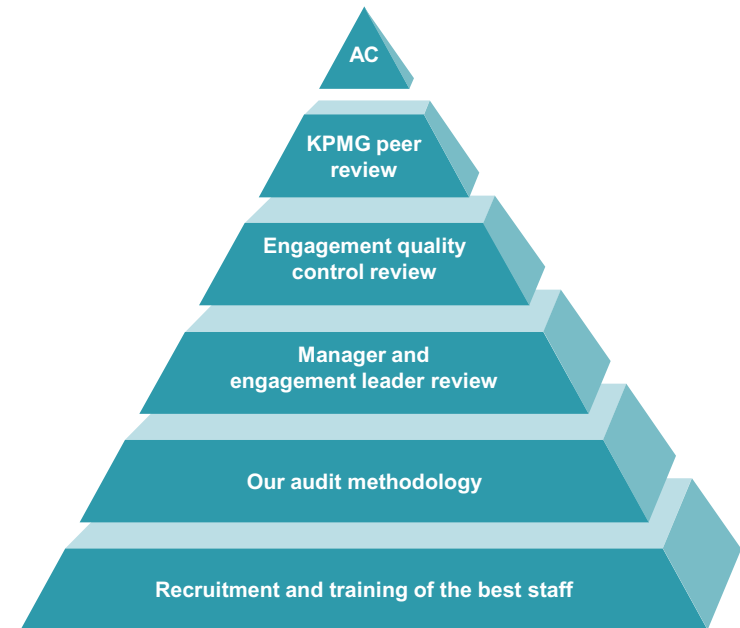 AC
KPMG peer
review
Engagement quality
control review
Manager and
engagement leader review
Our audit methodology
Recruitment and training of the best staff